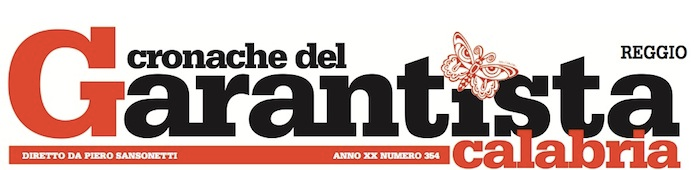 cronache del
REGGIO
Garantista
DIRETTO DA PIERO SANSONETTI ANNO XX NUMERO 354
calabria